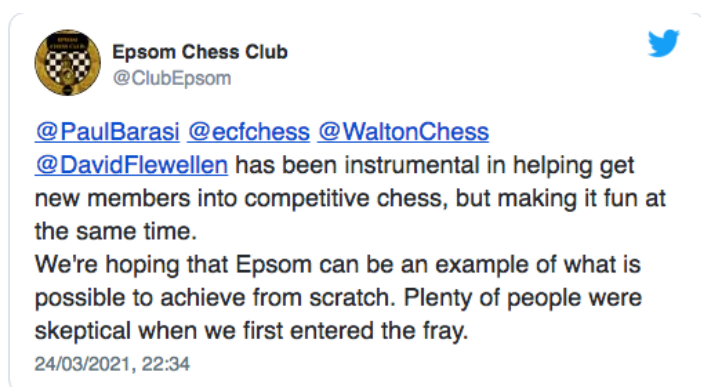 Epsom Chess Club
@ClubEpsom
@PaulBarasi @ecfchess @WaltonChess
@DavidFlewellen has been instrumental in helping get
new members into competitive chess, but making it fun at
the same time.
We're hoping that Epsom can be an example of what is
possible to achieve from scratch. Plenty of people were
skeptical when we first entered the fray.
24/03/2021, 22:34